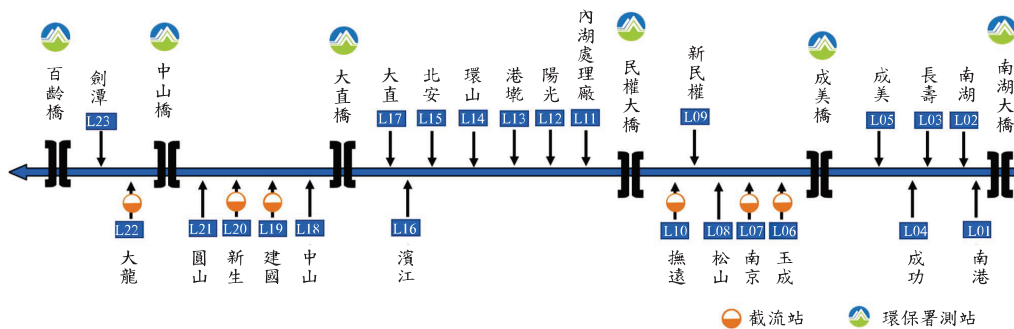 百齡橋
劍潭
L23
中山橋
大直橋
大直
L17
北安
L15
環山
L14
港墘
L13
陽光
L12
內湖處理廠
L11
民權大橋
新民權
L09
成美橋
成美
L05
長壽
L03
南湖
L02
南湖大橋
L22
大龍
L21
圓山
L20
新生
L19
建國
L18
中山
L16
濱江
L10
撫遠
L08
松山
L07
南京
L06
玉成
L04
成功
L01
南港
截流站
環保署測站